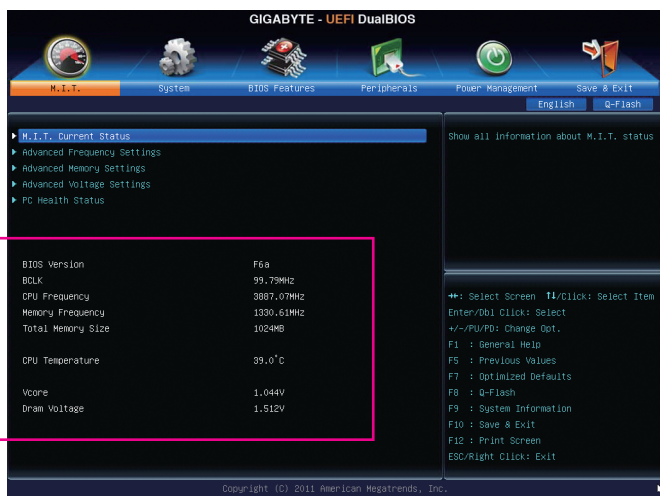 GIGABYTE - UEFI DualBIOS
M.I.T. System BIOS Features Peripherals Power Management Save & Exit
English Q-Flash
M.I.T. Current Status
Advanced Frequency Settings
Advanced Memory Settings
Advanced Voltage Settings
PC Health Status
Show all information about M.I.T. status
BIOS Version F6a
BCLK 99.79MHz
CPU Frequency 3887.07MHz
Memory Frequency 1330.61MHz
Total Memory Size 1024MB
CPU Temperature 39.0°C
Vcore 1.044V
Dram Voltage 1.512V
→←: Select Screen ↑↓/Click: Select Item
Enter/Dbl Click: Select
+/-/PU/PD: Change Opt.
F1 : General Help
F5 : Previous Values
F7 : Optimized Defaults
F8 : Q-Flash
F9 : System Information
F10 : Save & Exit
F12 : Print Screen
ESC/Right Click: Exit
Copyright (C) 2011 American Megatrends, Inc.